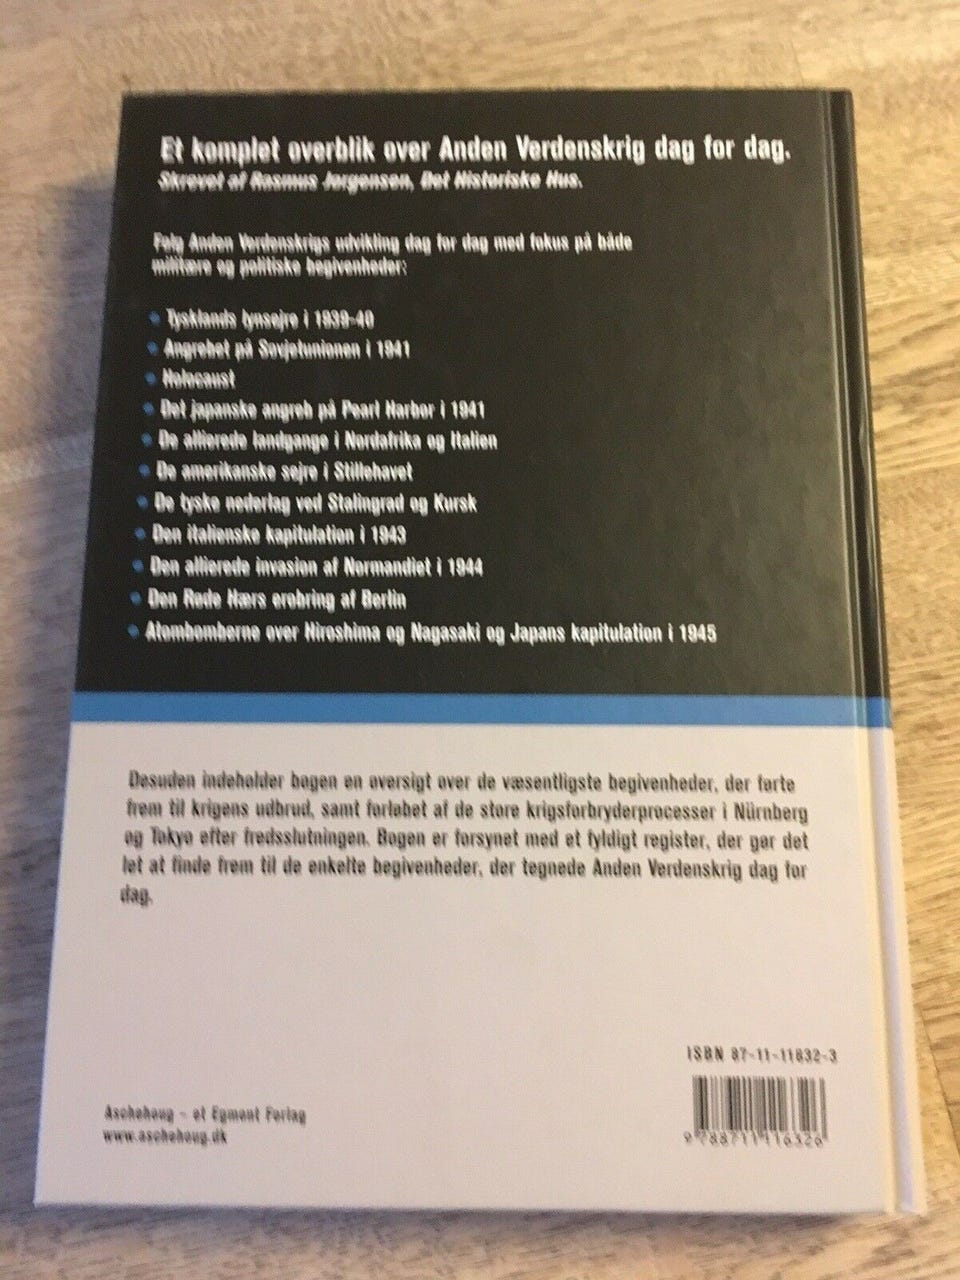 Et komplet overblik over Anden Verdenskrig dag for dag.
Skrevet af Rasmus Jørgensen, Det Historiske Hus.
Følg Anden Verdenskrigs udvikling dag for dag med fokus på både
militære og politiske begivenheder:
• Tysklands lynsejre i 1939-40
• Angrebet på Sovjetunionen i 1941
• Holocaust
• Det japanske angreb på Pearl Harbor i 1941
• De allierede landgange i Nordafrika og Italien
• De amerikanske sejre i Stillehavet
• De tyske nederlag ved Stalingrad og Kursk
• Den italienske kapitulation i 1943
• Den allierede invasion af Normandiet i 1944
• Den Røde Hærs erobring af Berlin
• Atombomberne over Hiroshima og Nagasaki og Japans kapitulation i 1945
Desuden indeholder bogen en oversigt over de væsentligste begivenheder, der førte
frem til krigens udbrud, samt forløbet af de store krigsforbryderprocesser i Nürnberg
og Tokyo efter fredsslutningen. Bogen er forsynet med et fyldigt register, der gør det
let at finde frem til de enkelte begivenheder, der tegnede Anden Verdenskrig dag for
dag.
ISBN 87-11-11632-3
9788711116326
Aschehoug – et Egmont Forlag
www.aschehoug.dk